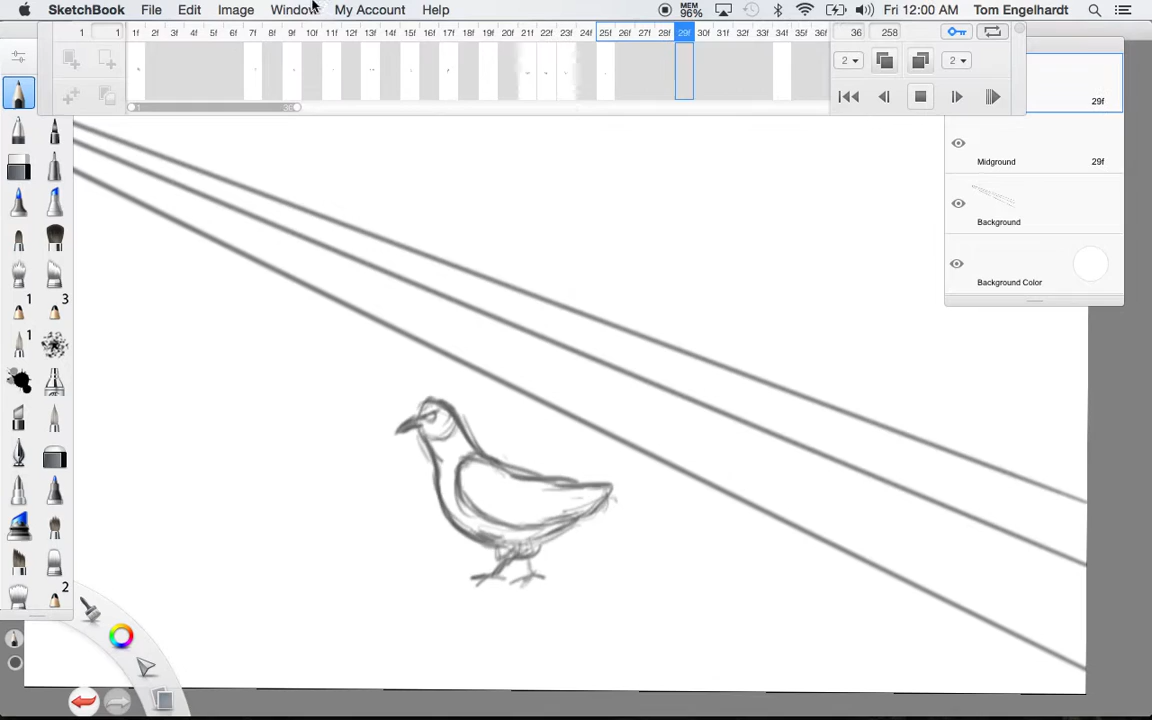 SketchBook File Edit Image Window My Account Help MEM 96% Fri 12:00 AM Tom Engelhardt
1 1 1f 2f 3f 4f 5f 6f 7f 8f 9f 10f 11f 12f 13f 14f 15f 16f 17f 18f 19f 20f 21f 22f 23f 24f 25f 26f 27f 28f 29f 30f 31f 32f 33f 34f 35f 36 258
2 2
29f
36
1 3
Midground 29f
1
Background
Background Color
2